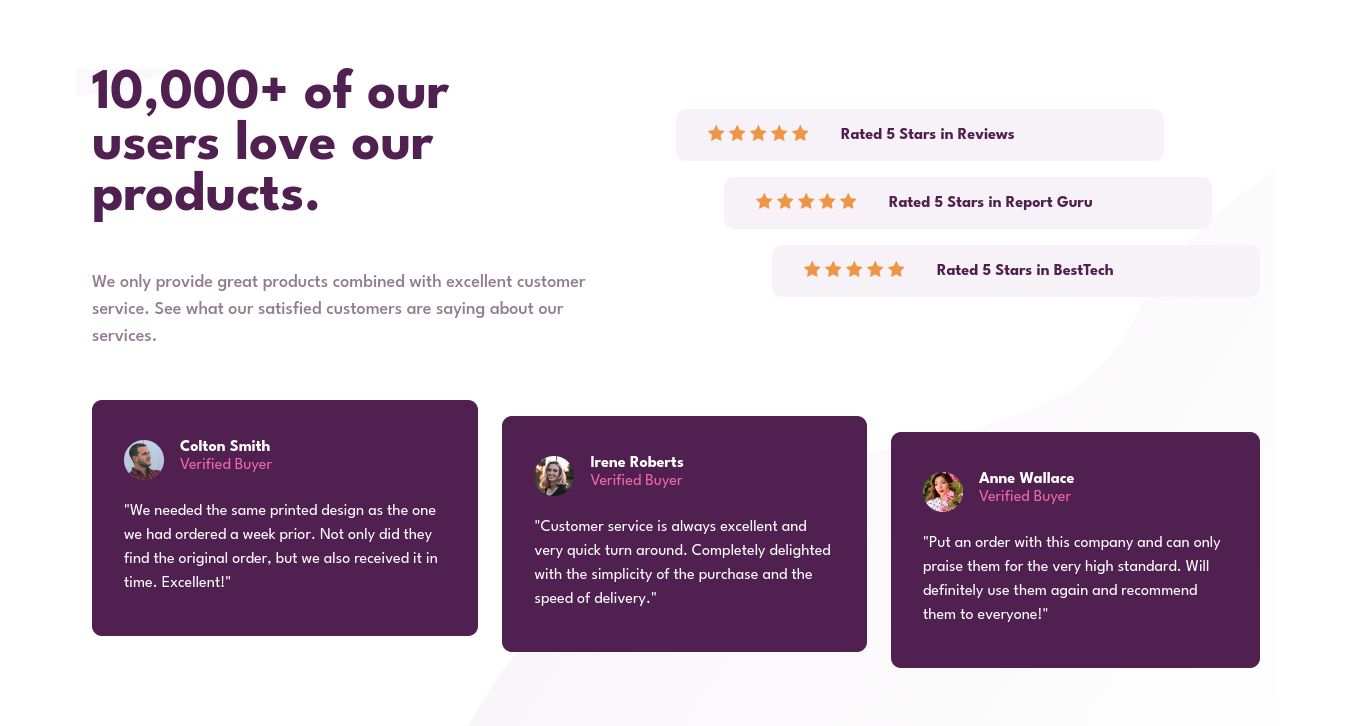 10,000+ of our
users love our
products.
We only provide great products combined with excellent customer
service. See what our satisfied customers are saying about our
services.
Rated 5 Stars in Reviews
Rated 5 Stars in Report Guru
Rated 5 Stars in BestTech
Colton Smith
Verified Buyer
"We needed the same printed design as the one
we had ordered a week prior. Not only did they
find the original order, but we also received it in
time. Excellent!"
Irene Roberts
Verified Buyer
"Customer service is always excellent and
very quick turn around. Completely delighted
with the simplicity of the purchase and the
speed of delivery."
Anne Wallace
Verified Buyer
"Put an order with this company and can only
praise them for the very high standard. Will
definitely use them again and recommend
them to everyone!"